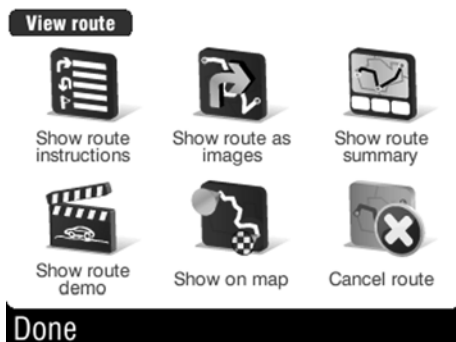 View route
Show route instructions
Show route as images
Show route summary
Show route demo
Show on map
Cancel route
Done